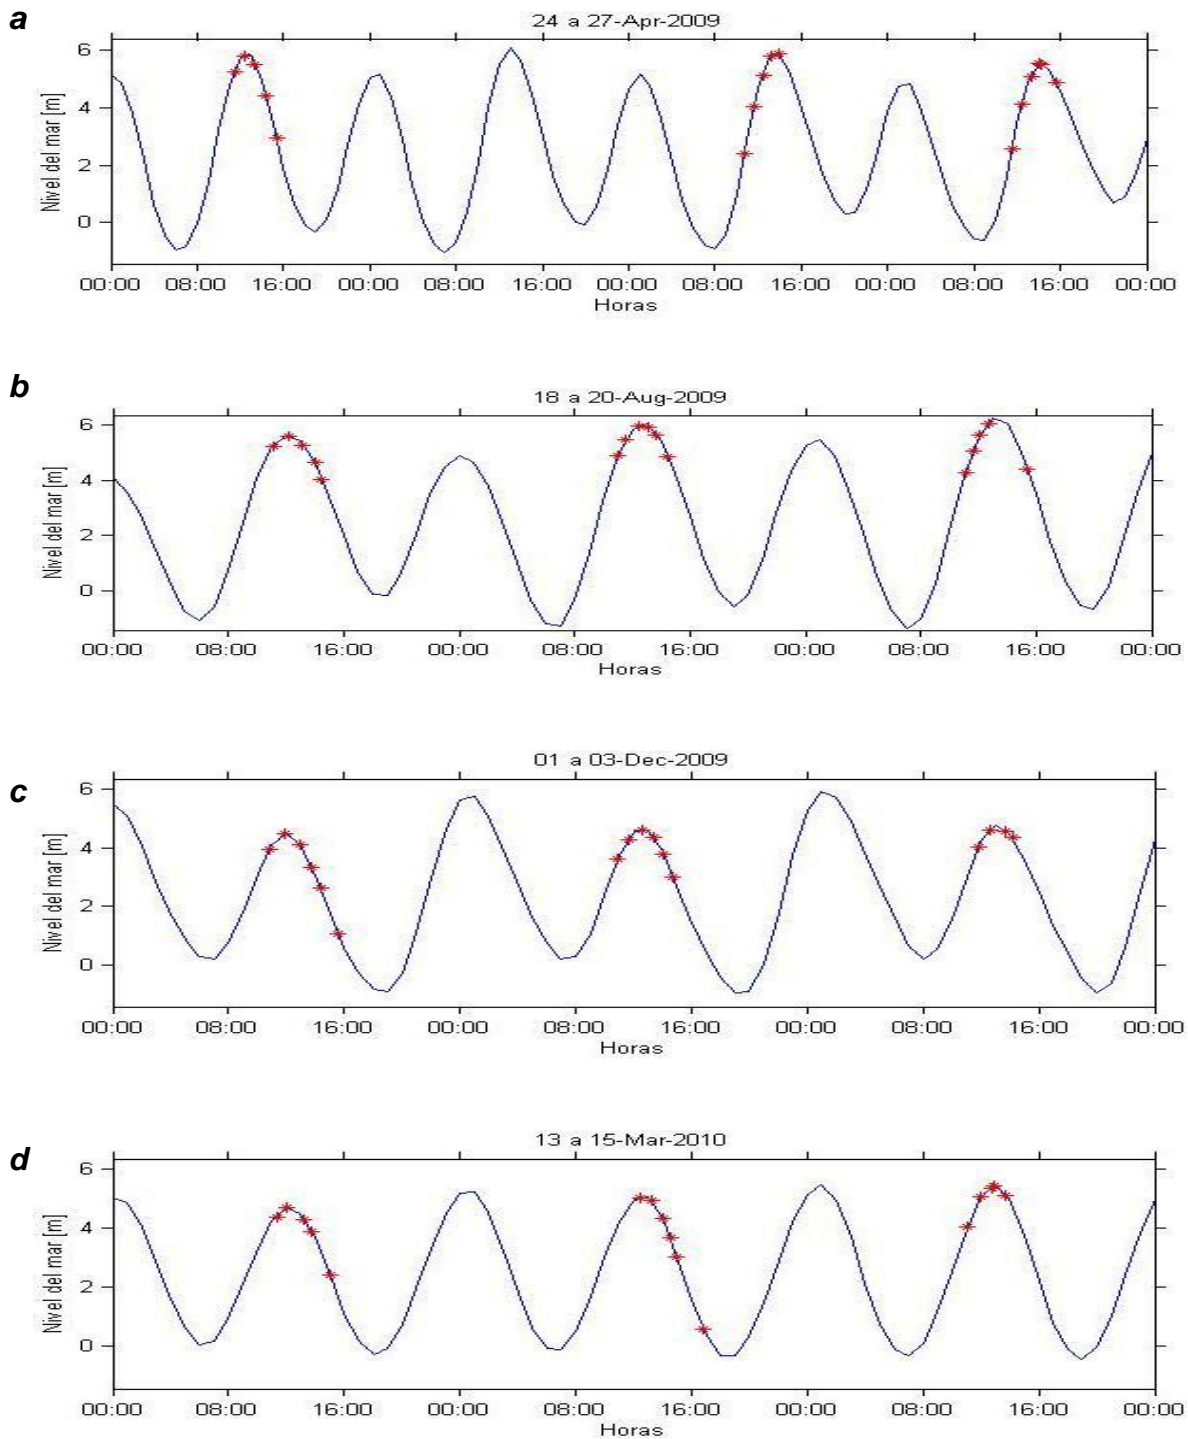 a
24 a 27-Apr-2009
Nivel del mar [m]
6
4
2
0
00:00 08:00 16:00 00:00 08:00 16:00 00:00 08:00 16:00 00:00 08:00 16:00 00:00
Horas
b
18 a 20-Aug-2009
Nivel del mar [m]
6
4
2
0
00:00 08:00 16:00 00:00 08:00 16:00 00:00 08:00 16:00 00:00
Horas
c
01 a 03-Dec-2009
Nivel del mar [m]
6
4
2
0
00:00 08:00 16:00 00:00 08:00 16:00 00:00 08:00 16:00 00:00
Horas
d
13 a 15-Mar-2010
Nivel del mar [m]
6
4
2
0
00:00 08:00 16:00 00:00 08:00 16:00 00:00 08:00 16:00 00:00
Horas